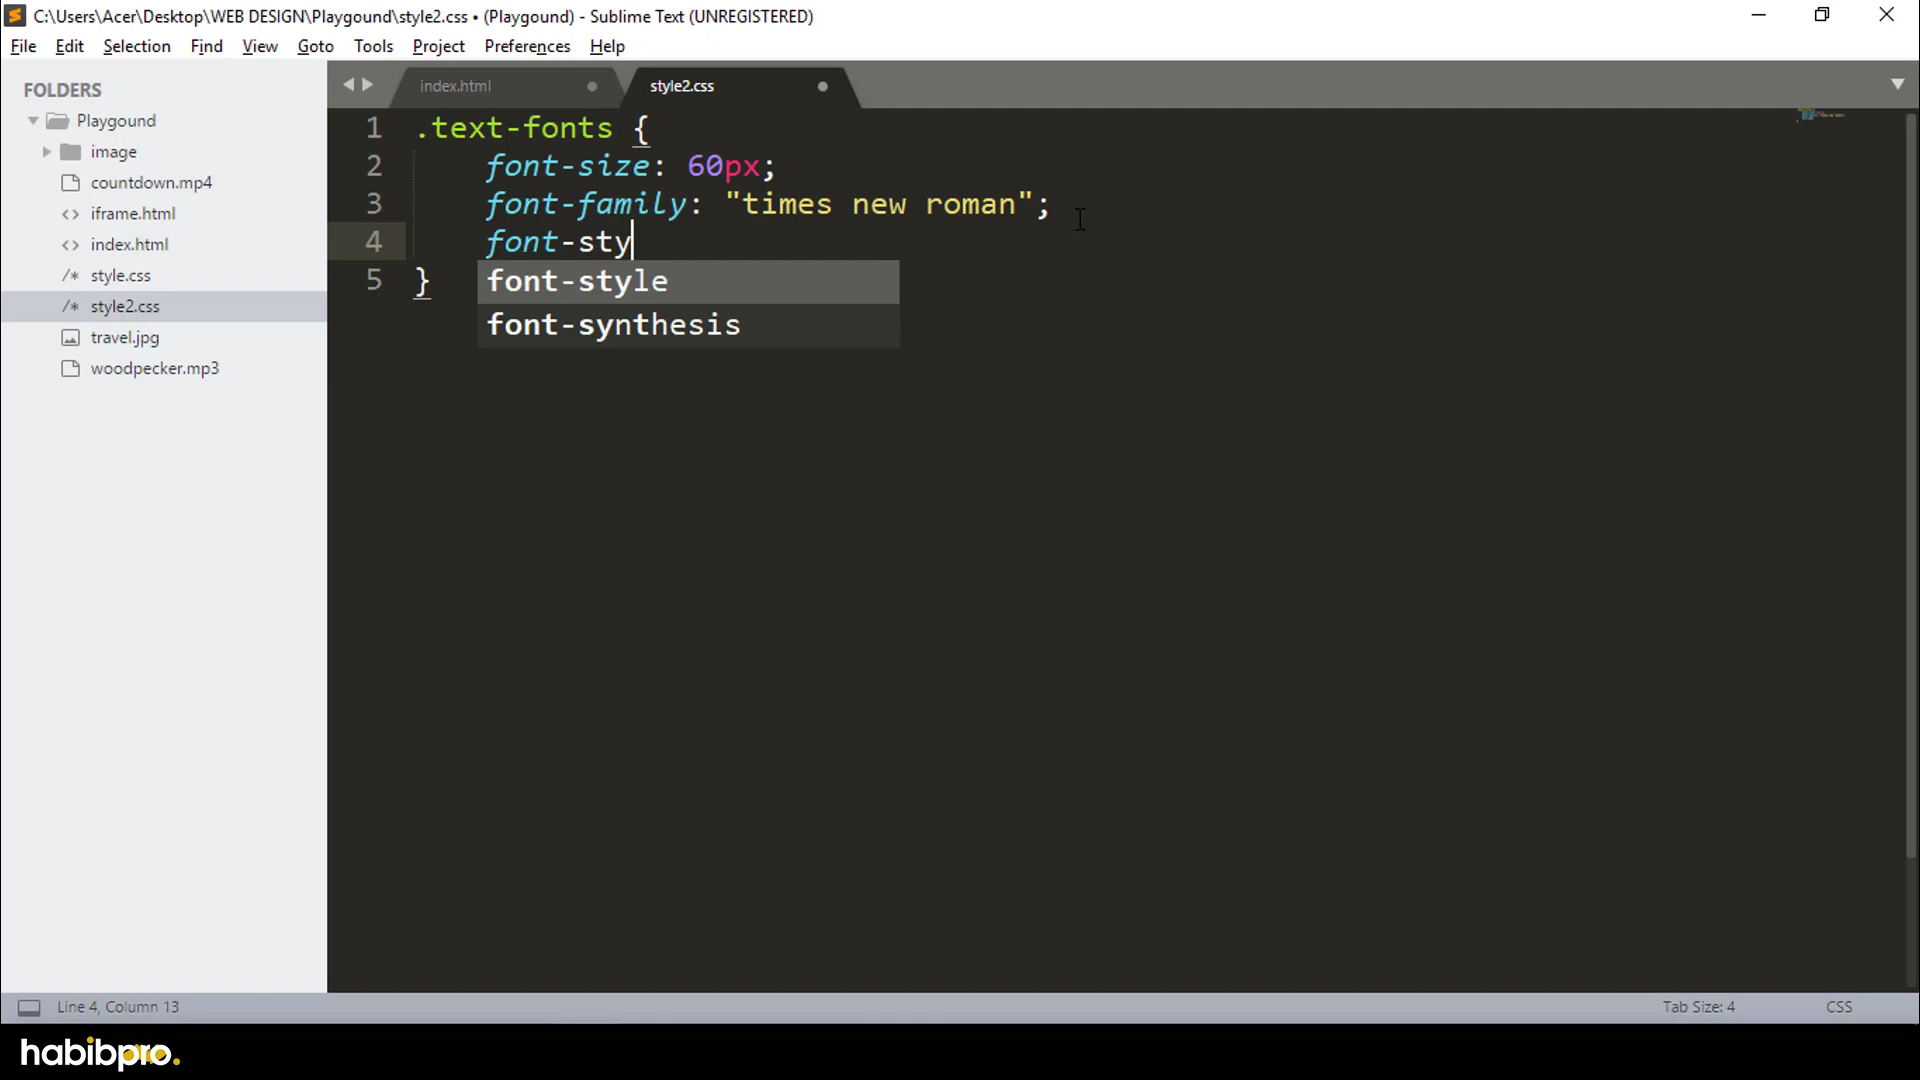 C:\Users\Acer\Desktop\WEB DESIGN\Playgound\style2.css • (Playgound) - Sublime Text (UNREGISTERED)
File Edit Selection Find View Goto Tools Project Preferences Help
FOLDERS
Playgound
image
countdown.mp4
<> iframe.html
<> index.html
/* style.css
/* style2.css
travel.jpg
woodpecker.mp3
index.html style2.css
1 .text-fonts {
2 font-size: 60px;
3 font-family: "times new roman";
4 font-sty
5 }
font-style
font-synthesis
Line 4, Column 13 Tab Size: 4 CSS
habibpro.